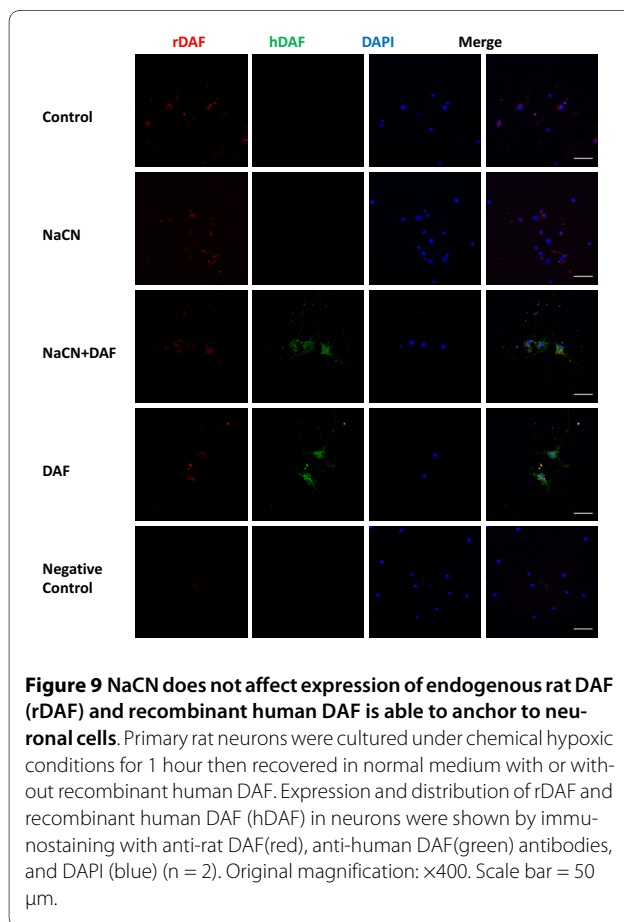 rDAF hDAF DAPI Merge
Control
NaCN
NaCN+DAF
DAF
Negative
Control
Figure 9 NaCN does not affect expression of endogenous rat DAF
(rDAF) and recombinant human DAF is able to anchor to neu-
ronal cells. Primary rat neurons were cultured under chemical hypoxic
conditions for 1 hour then recovered in normal medium with or with-
out recombinant human DAF. Expression and distribution of rDAF and
recombinant human DAF (hDAF) in neurons were shown by immu-
nostaining with anti-rat DAF(red), anti-human DAF(green) antibodies,
and DAPI (blue) (n = 2). Original magnification: ×400. Scale bar = 50
μm.